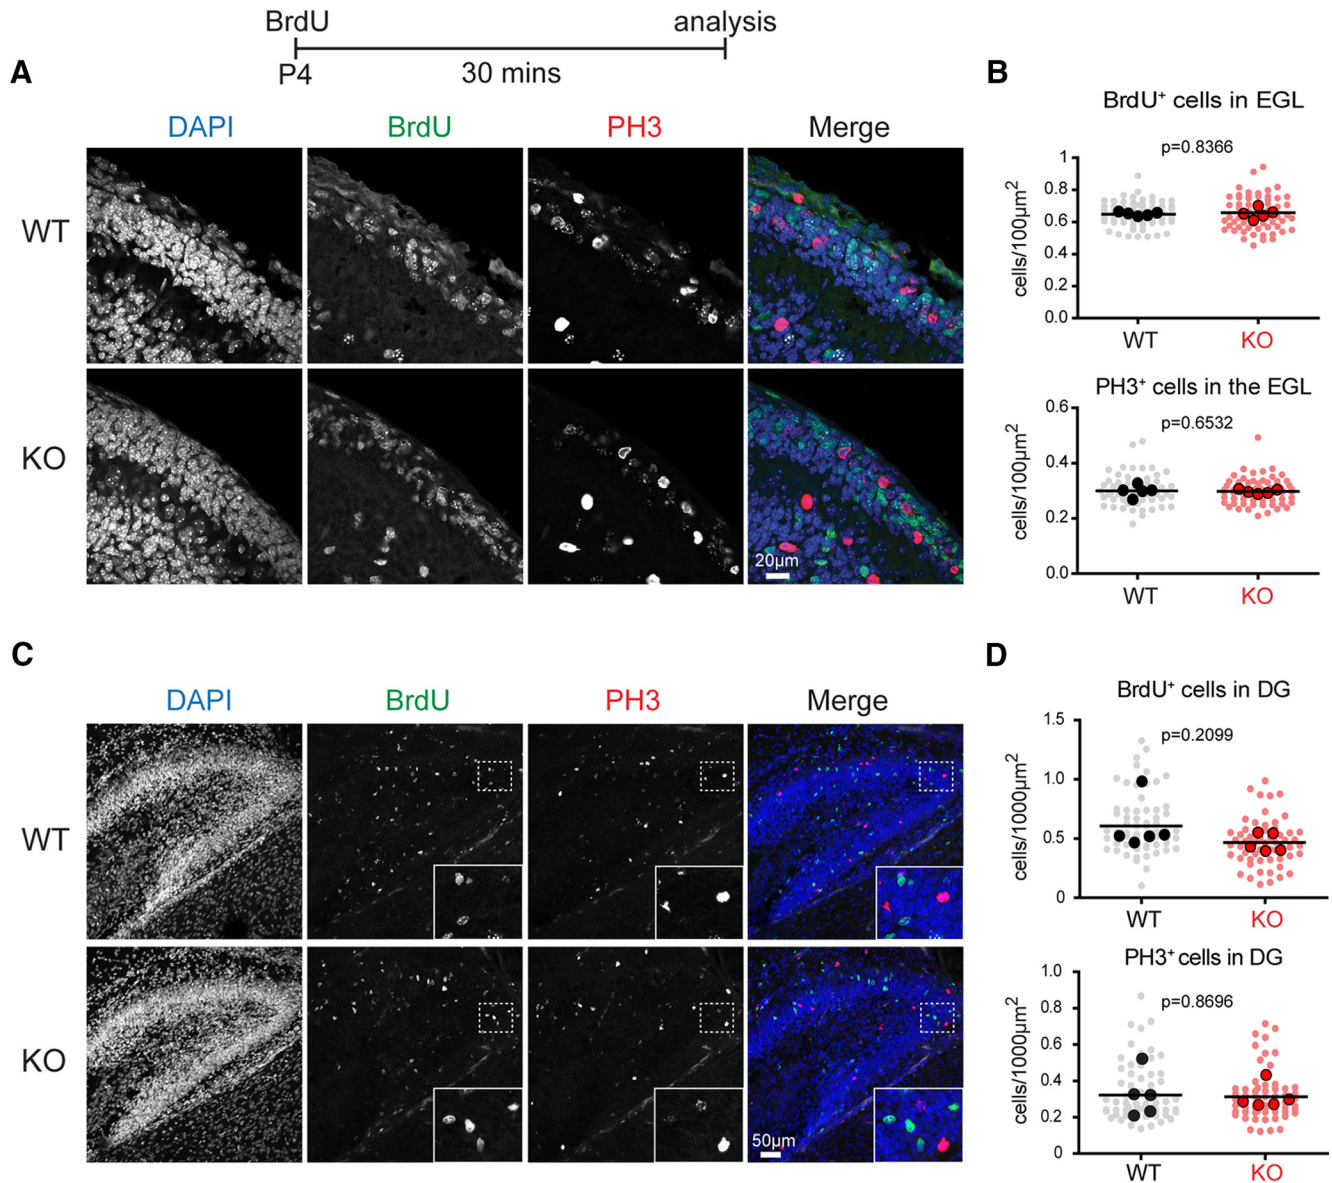 BrdU analysis
P4 30 mins
A
DAPI BrdU PH3 Merge
WT
KO
20μm
B
BrdU⁺ cells in EGL
p=0.8366
cells/100μm²
1
0.8
0.6
0.4
0.2
0.0
WT KO
PH3⁺ cells in the EGL
p=0.6532
cells/100μm²
0.6
0.4
0.2
0.0
WT KO
C
DAPI BrdU PH3 Merge
WT
KO
50μm
D
BrdU⁺ cells in DG
p=0.2099
cells/1000μm²
1.5
1.0
0.5
0
WT KO
PH3⁺ cells in DG
p=0.8696
cells/1000μm²
1.0
0.8
0.6
0.4
0.2
0
WT KO